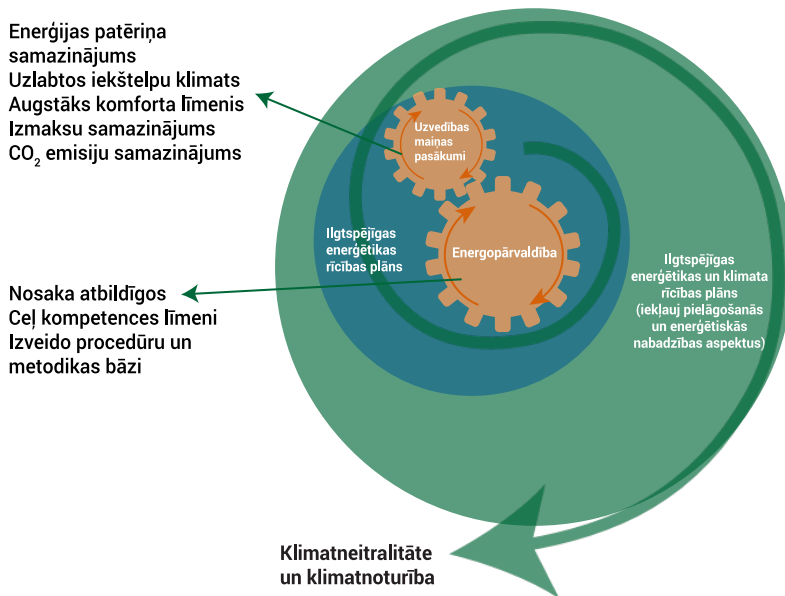 Enerģijas patēriņa
samazinājums
Uzlabtos iekštelpu klimats
Augstāks komforta līmenis
Izmaksu samazinājums
CO₂ emisiju samazinājums
Uzvedības
maiņas
pasākumi
Ilgtspējīgas
enerģētikas
rīcības plāns
Energopārvaldība
Ilgtspējīgas
enerģētikas un klimata
rīcības plāns
(iekļauj pielāgošanās
un enerģētiskās
nabadzības aspektus)
Nosaka atbildīgos
Ceļ kompetences līmeni
Izveido procedūru un
metodikas bāzi
Klimatneitralitāte
un klimatnoturība